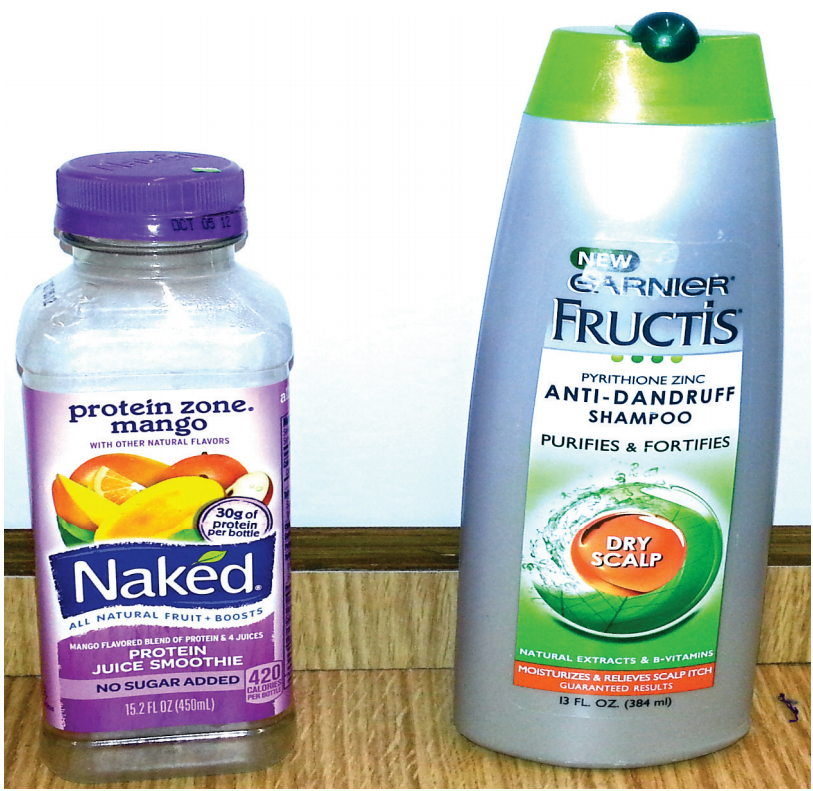 Naked
OCT 05 12
protein zone.
mango
WITH OTHER NATURAL FLAVORS
30g of
protein
per bottle
Naked®
ALL NATURAL FRUIT + BOOSTS
MANGO FLAVORED BLEND OF PROTEIN & 4 JUICES
PROTEIN
JUICE SMOOTHIE
NO SUGAR ADDED
420
CALORIES
PER BOTTLE
15.2 FL OZ (450mL)
NEW
GARNIER®
FRUCTIS®
PYRITHIONE ZINC
ANTI-DANDRUFF
SHAMPOO
PURIFIES & FORTIFIES
DRY
SCALP
NATURAL EXTRACTS & B-VITAMINS
MOISTURIZES & RELIEVES SCALP ITCH
GUARANTEED RESULTS
13 FL. OZ. (384 ml)